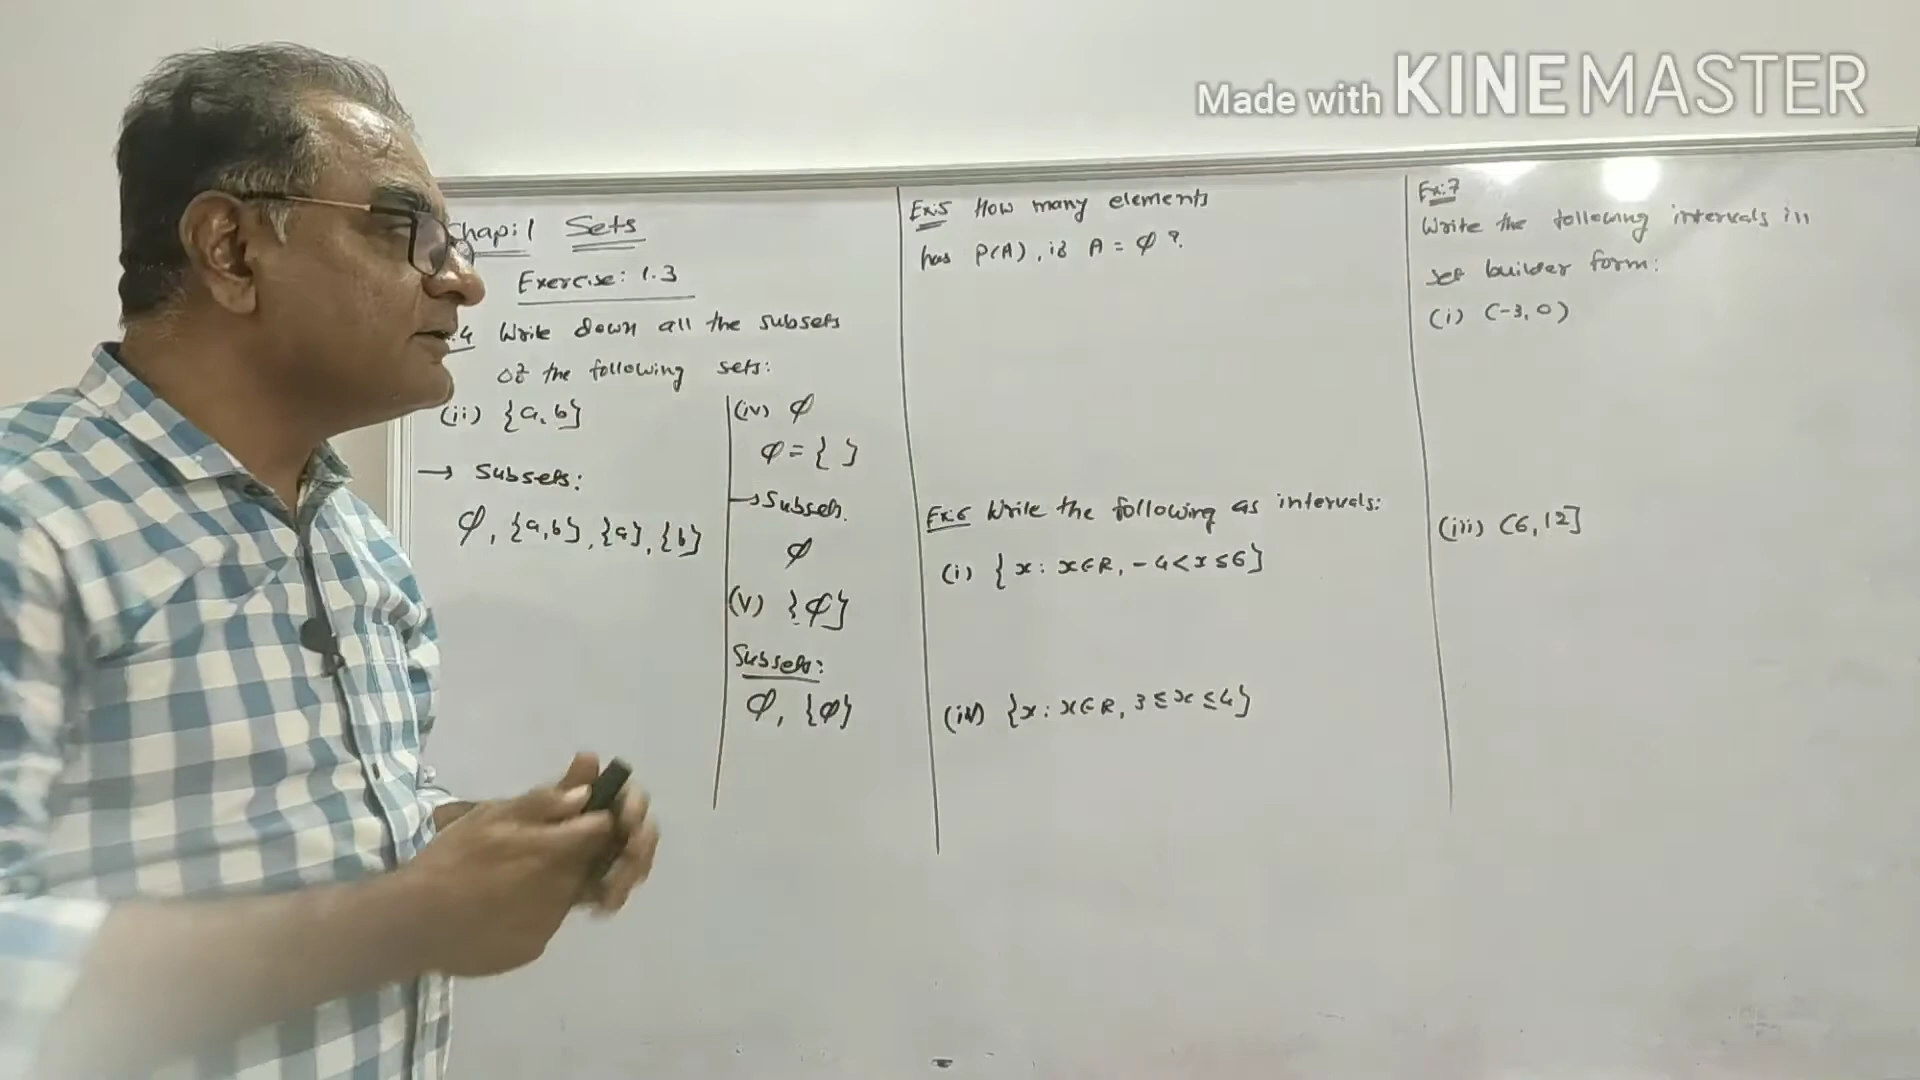 Made with KINEMASTER
Chap:1 Sets
Exercise: 1.3
.4 Write down all the subsets
of the following sets:
(ii) {a, b}
→ Subsets:
φ, {a,b}, {a}, {b}
(iv) φ
φ = { }
→ Subsets.
φ
(v) {φ}
Subsets:
φ, {φ}
Ex:5 How many elements
has P(A), if A = φ ?
Ex:6 Write the following as intervals:
(i) {x : x∈R, -4<x≤6}
(iv) {x : x∈R, 3≤x≤4}
Ex:7
Write the following intervals in
set builder form:
(i) (-3, 0)
(iii) (6, 12]